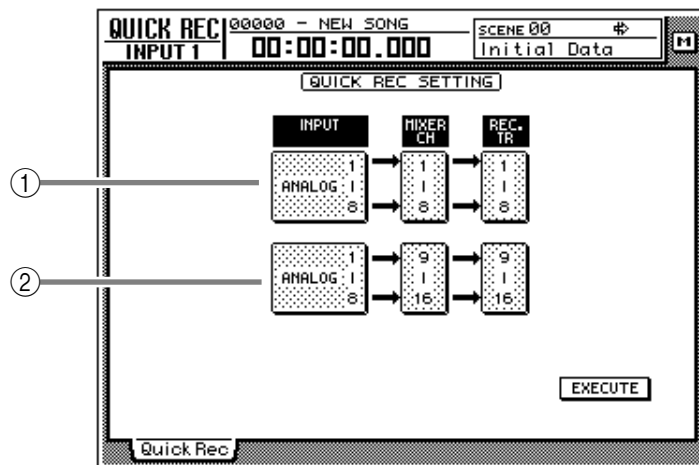 QUICK REC 00000 - NEW SONG SCENE 00
INPUT 1 00:00:00.000 Initial Data M
QUICK REC SETTING
INPUT MIXER CH REC. TR
① ANALOG 1 | 8 1 | 8 1 | 8
② ANALOG 1 | 8 9 | 16 9 | 16
EXECUTE
Quick Rec